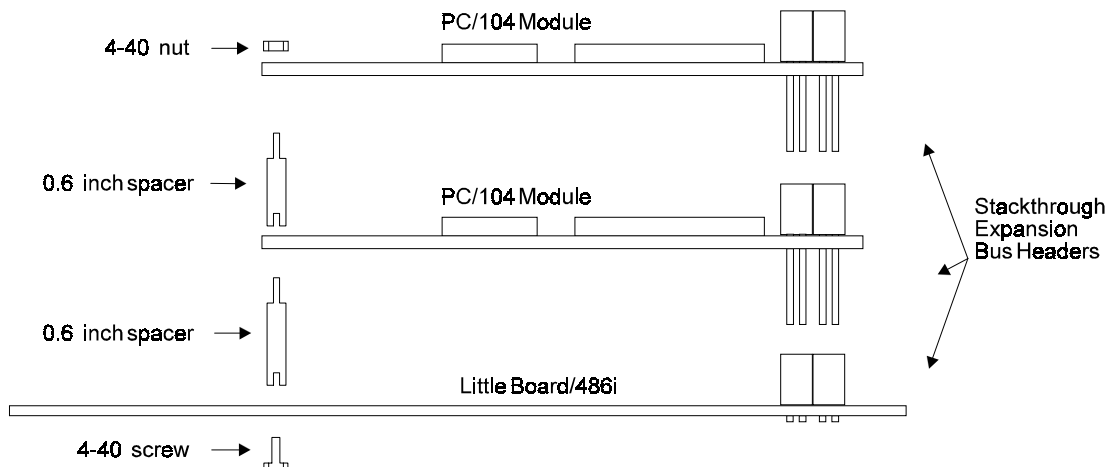 PC/104 Module
4-40 nut
0.6 inch spacer
PC/104 Module
Stackthrough
Expansion
Bus Headers
0.6 inch spacer
Little Board/486i
4-40 screw